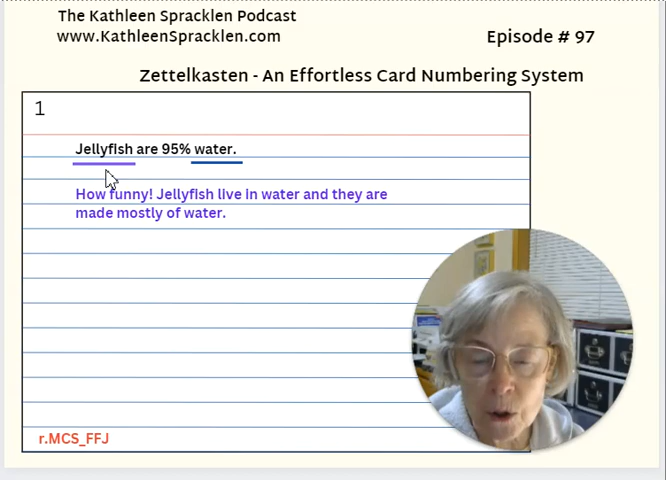 The Kathleen Spracklen Podcast
www.KathleenSpracklen.com
Episode # 97
Zettelkasten - An Effortless Card Numbering System
1
Jellyfish are 95% water.
How funny! Jellyfish live in water and they are
made mostly of water.
r.MCS_FFJ